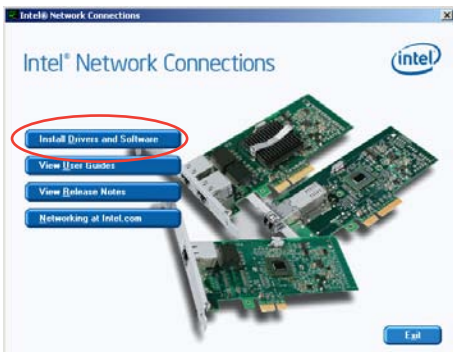 Intel® Network Connections
Intel® Network Connections
intel
Install Drivers and Software
View User Guides
View Release Notes
Networking at Intel.com
Exit